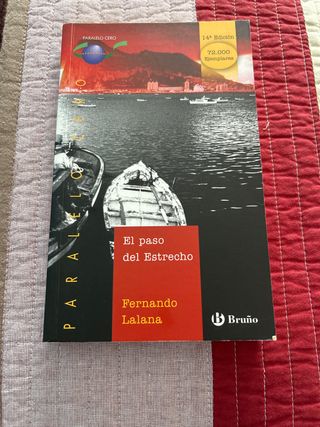 PARALELO CERO
14ª Edición
72.000
Ejemplares
PARALELO CERO
El paso
del Estrecho
Fernando
Lalana
Bruño